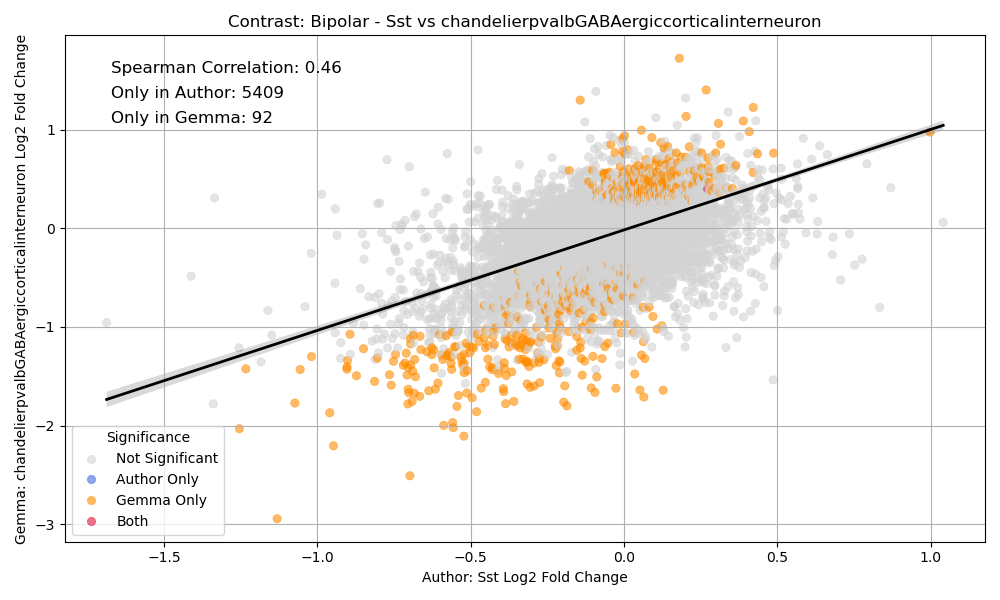 Contrast: Bipolar - Sst vs chandelierpvalbGABAergiccorticalinterneuron
Gemma: chandelierpvalbGABAergiccorticalinterneuron Log2 Fold Change
Spearman Correlation: 0.46
Only in Author: 5409
Only in Gemma: 92
1
0
−1
−2
−3
Significance
Not Significant
Author Only
Gemma Only
Both
−1.5
−1.0
−0.5
0.0
0.5
1.0
Author: Sst Log2 Fold Change